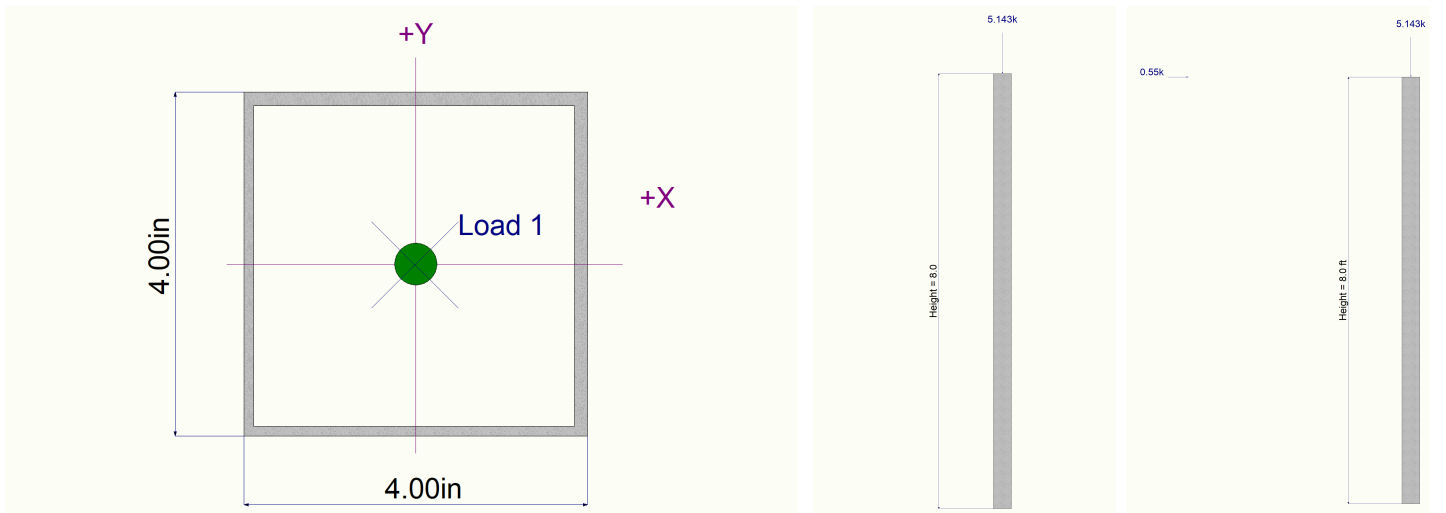 +Y
+X
Load 1
4.00in
4.00in
5.143k
Height = 8.0
5.143k
0.55k
Height = 8.0 ft